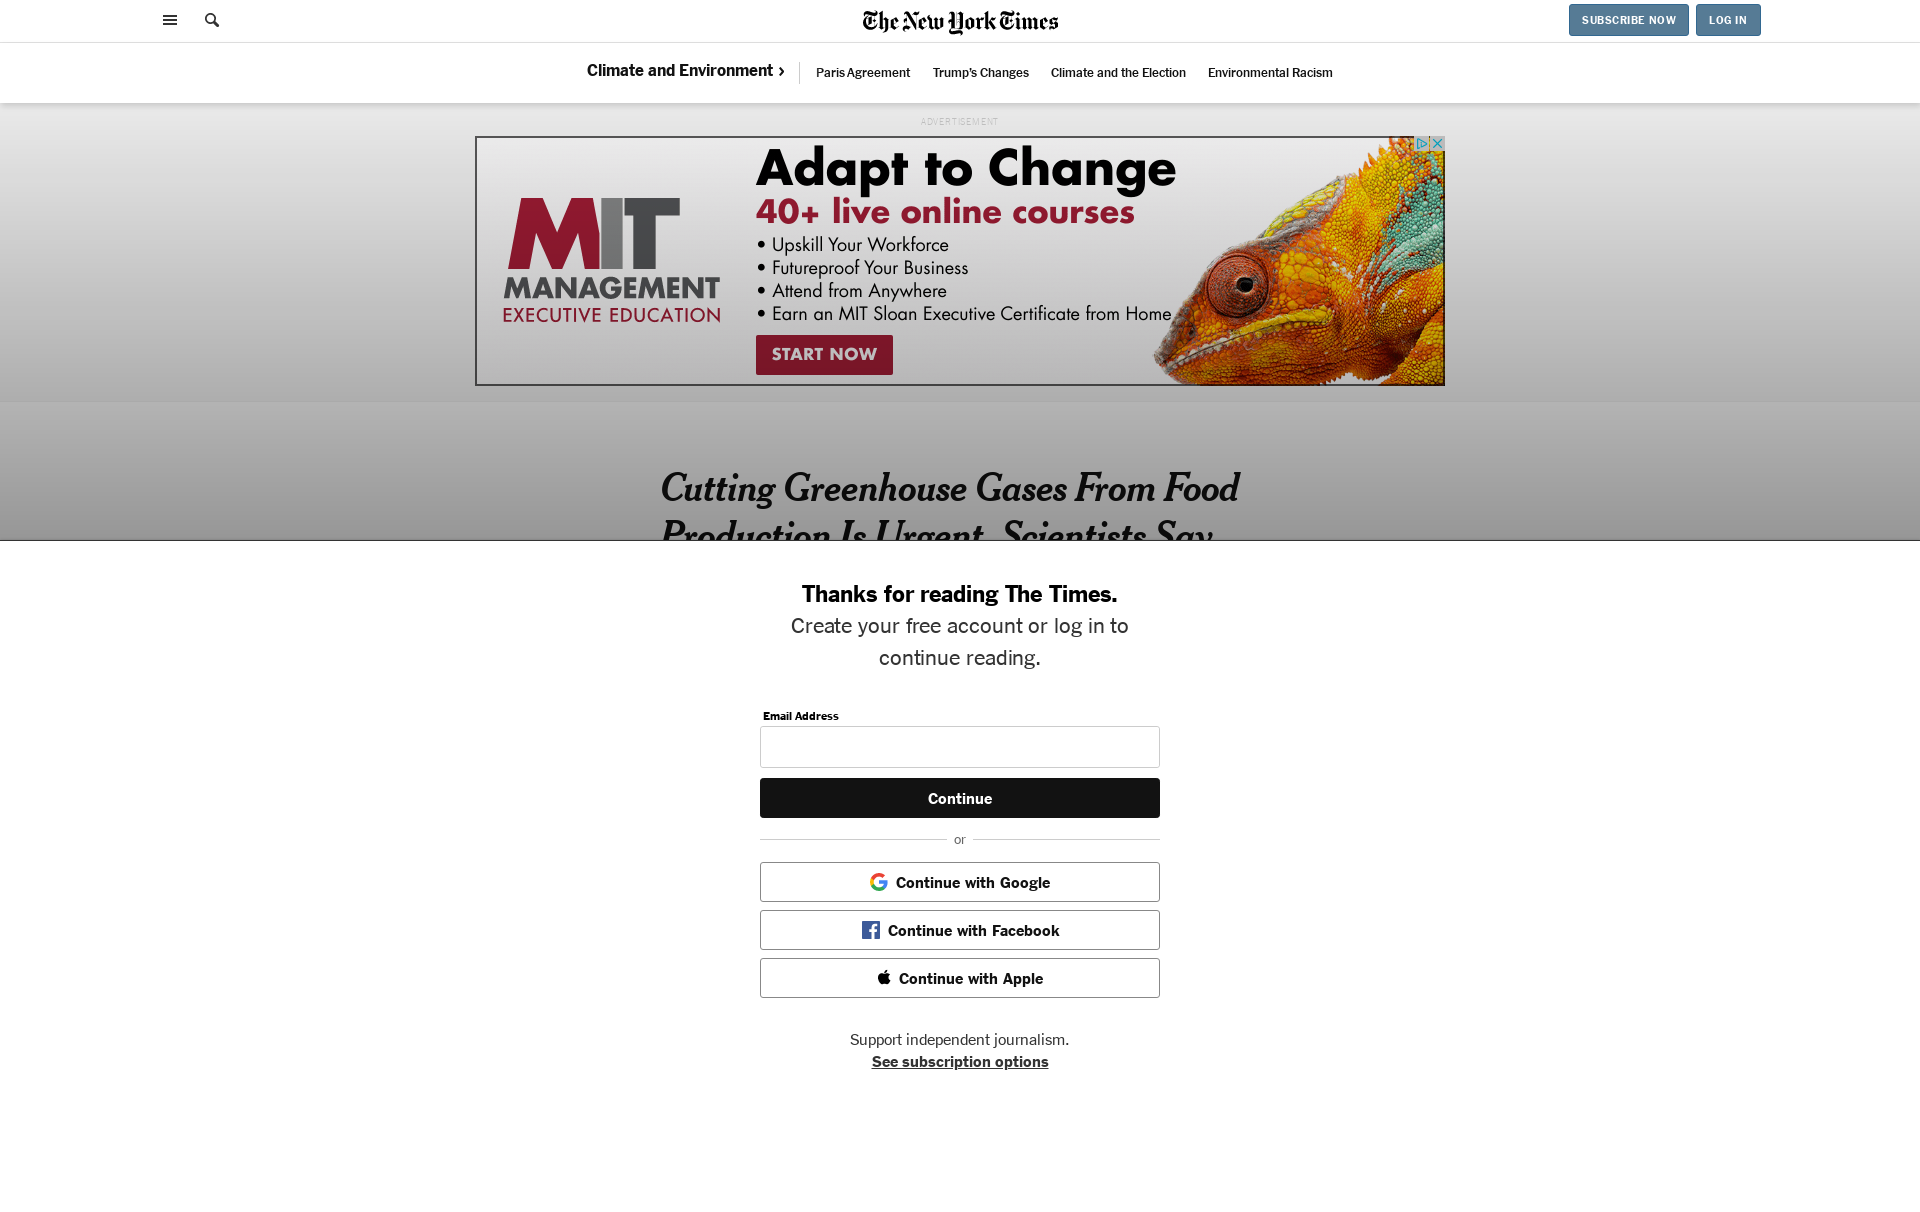 The New York Times
SUBSCRIBE NOW
LOG IN
Climate and Environment ›
Paris Agreement
Trump's Changes
Climate and the Election
Environmental Racism
ADVERTISEMENT
MIT
MANAGEMENT
EXECUTIVE EDUCATION
Adapt to Change
40+ live online courses
• Upskill Your Workforce
• Futureproof Your Business
• Attend from Anywhere
• Earn an MIT Sloan Executive Certificate from Home
START NOW
Cutting Greenhouse Gases From Food
Production Is Urgent, Scientists Say
Thanks for reading The Times.
Create your free account or log in to
continue reading.
Email Address
Continue
or
Continue with Google
Continue with Facebook
Continue with Apple
Support independent journalism.
See subscription options